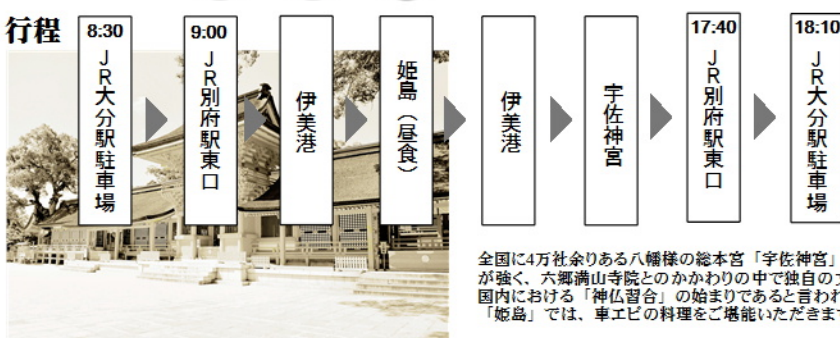 行程
8:30
JR大分駅駐車場
9:00
JR別府駅東口
伊美港
姫島（昼食）
伊美港
宇佐神宮
17:40
JR別府駅東口
18:10
JR大分駅駐車場
全国に4万社余りある八幡様の総本宮「宇佐神宮」
が強く、六郷満山寺院とのかかわりの中で独自の
国内における「神仏習合」の始まりであると言われ
「姫島」では、車エビの料理をご堪能いただきま